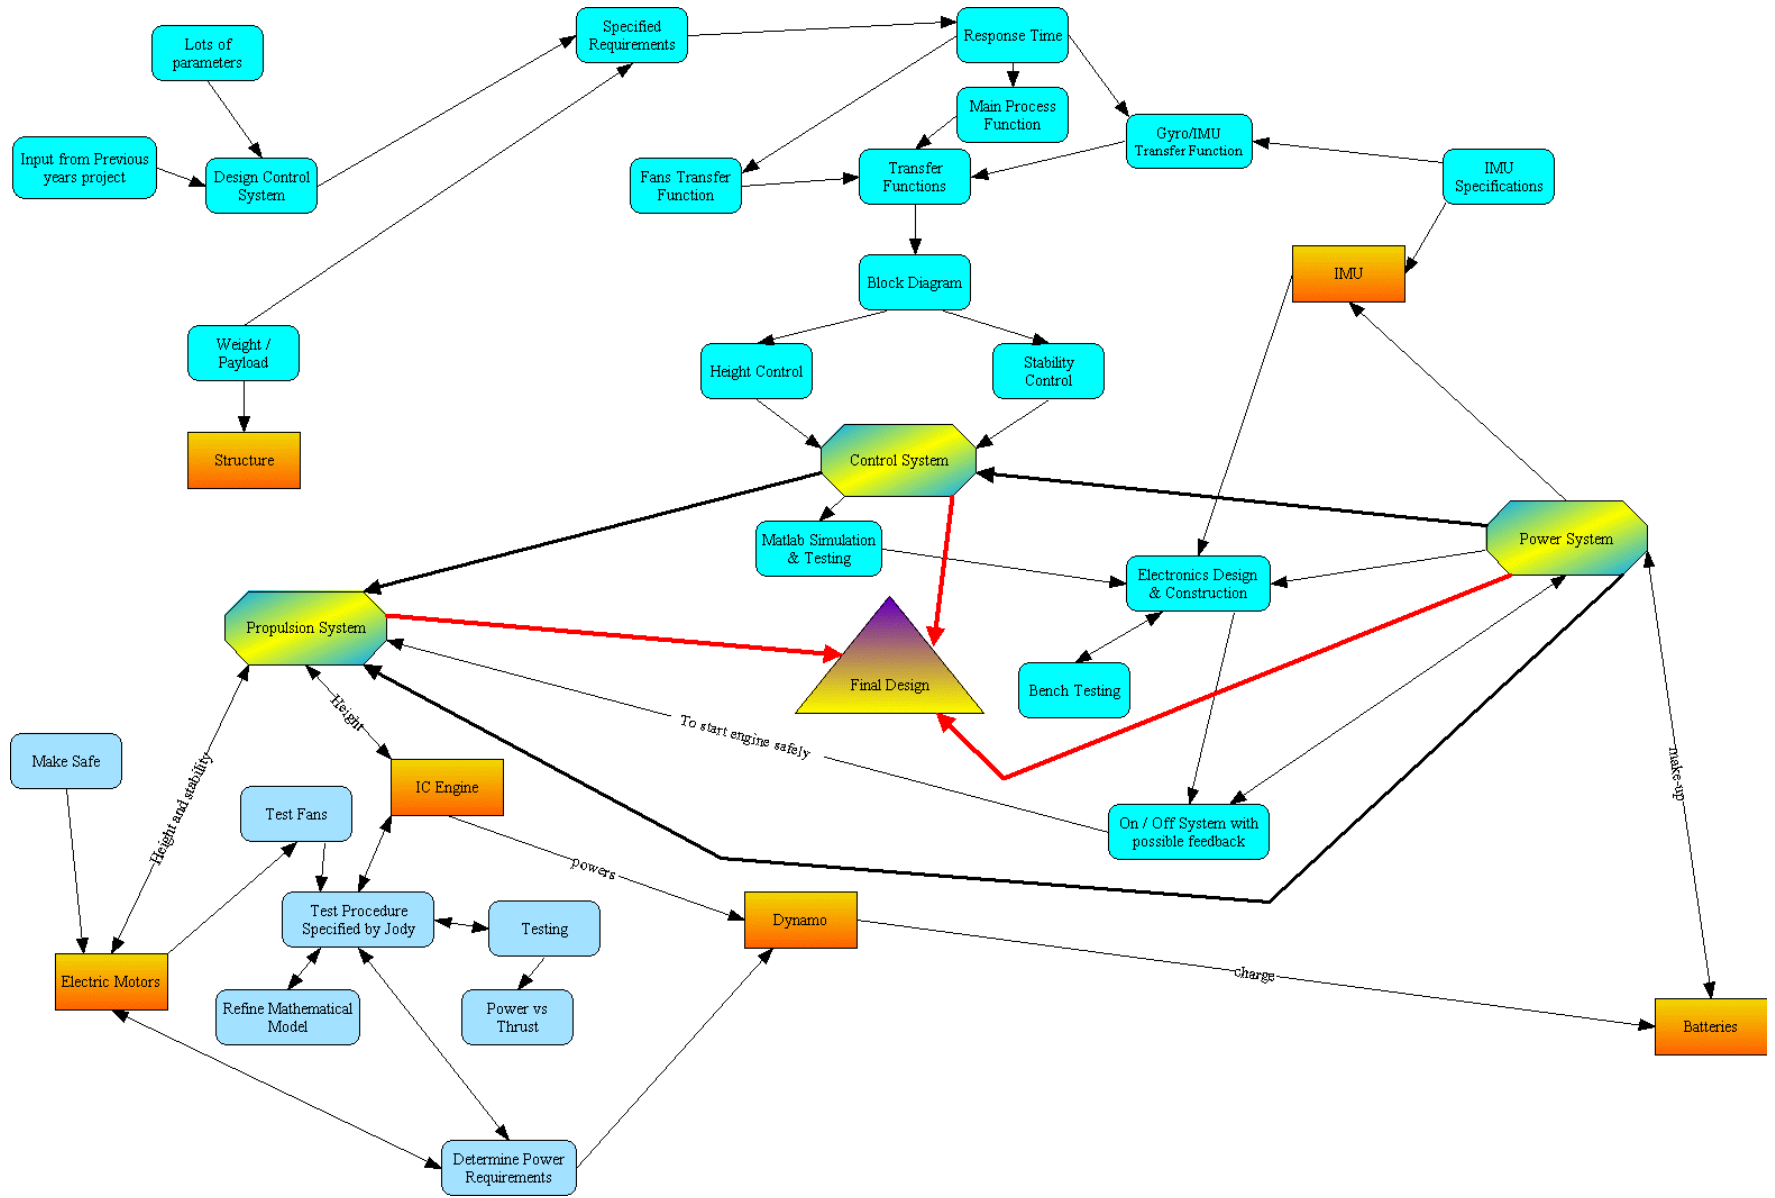 Specified
Requirements
Response Time
Lots of
parameters
Main Process
Function
Gyro/IMU
Transfer Function
Input from Previous
years project
Design Control
System
Fans Transfer
Function
Transfer
Functions
IMU
Specifications
IMU
Block Diagram
Weight /
Payload
Height Control
Stability
Control
Structure
Control System
Power System
Matlab Simulation
& Testing
Electronics Design
& Construction
Propulsion System
Final Design
Bench Testing
Height
To start engine safely
Make Safe
Height and stability
IC Engine
make-up
Test Fans
On / Off System with
possible feedback
powers
Test Procedure
Specified by Jody
Testing
Dynamo
charge
Electric Motors
Refine Mathematical
Model
Power vs
Thrust
Batteries
Determine Power
Requirements